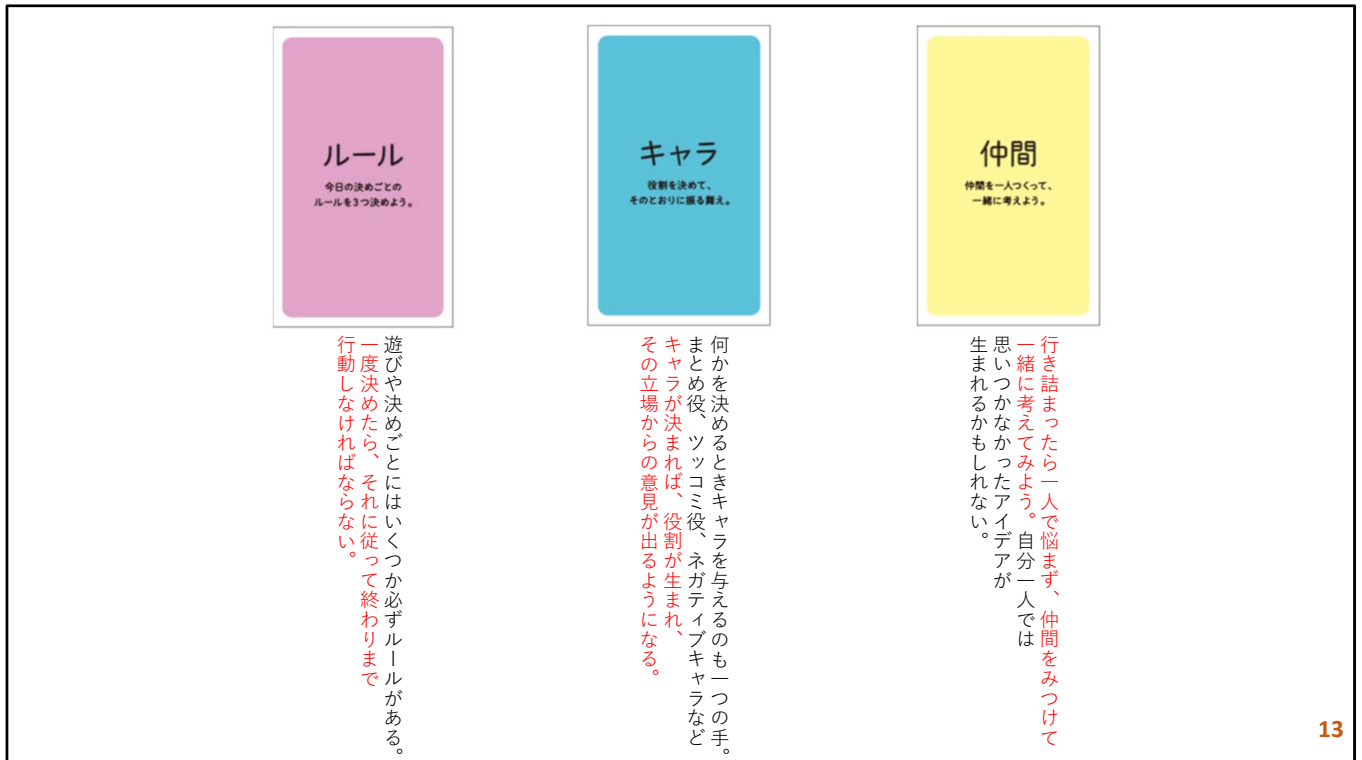 ルール
今日の決めごとの
ルールを3つ決めよう。
キャラ
役割を決めて、
そのとおりに振る舞え。
仲間
仲間を一人つくって、
一緒に考えよう。
行き詰まったら一人で悩まず、仲間をみつけて
一緒に考えてみよう。自分一人では
思いつかなかったアイデアが
生まれるかもしれない。
何かを決めるときキャラを与えるのも一つの手。
まとめ役、ツッコミ役、ネガティブキャラなど
キャラが決まれば、役割が生まれ、
その立場からの意見が出るようになる。
遊びや決めごとにはいくつか必ずルールがある。
一度決めたら、それに従って終わりまで
行動しなければならない。
13